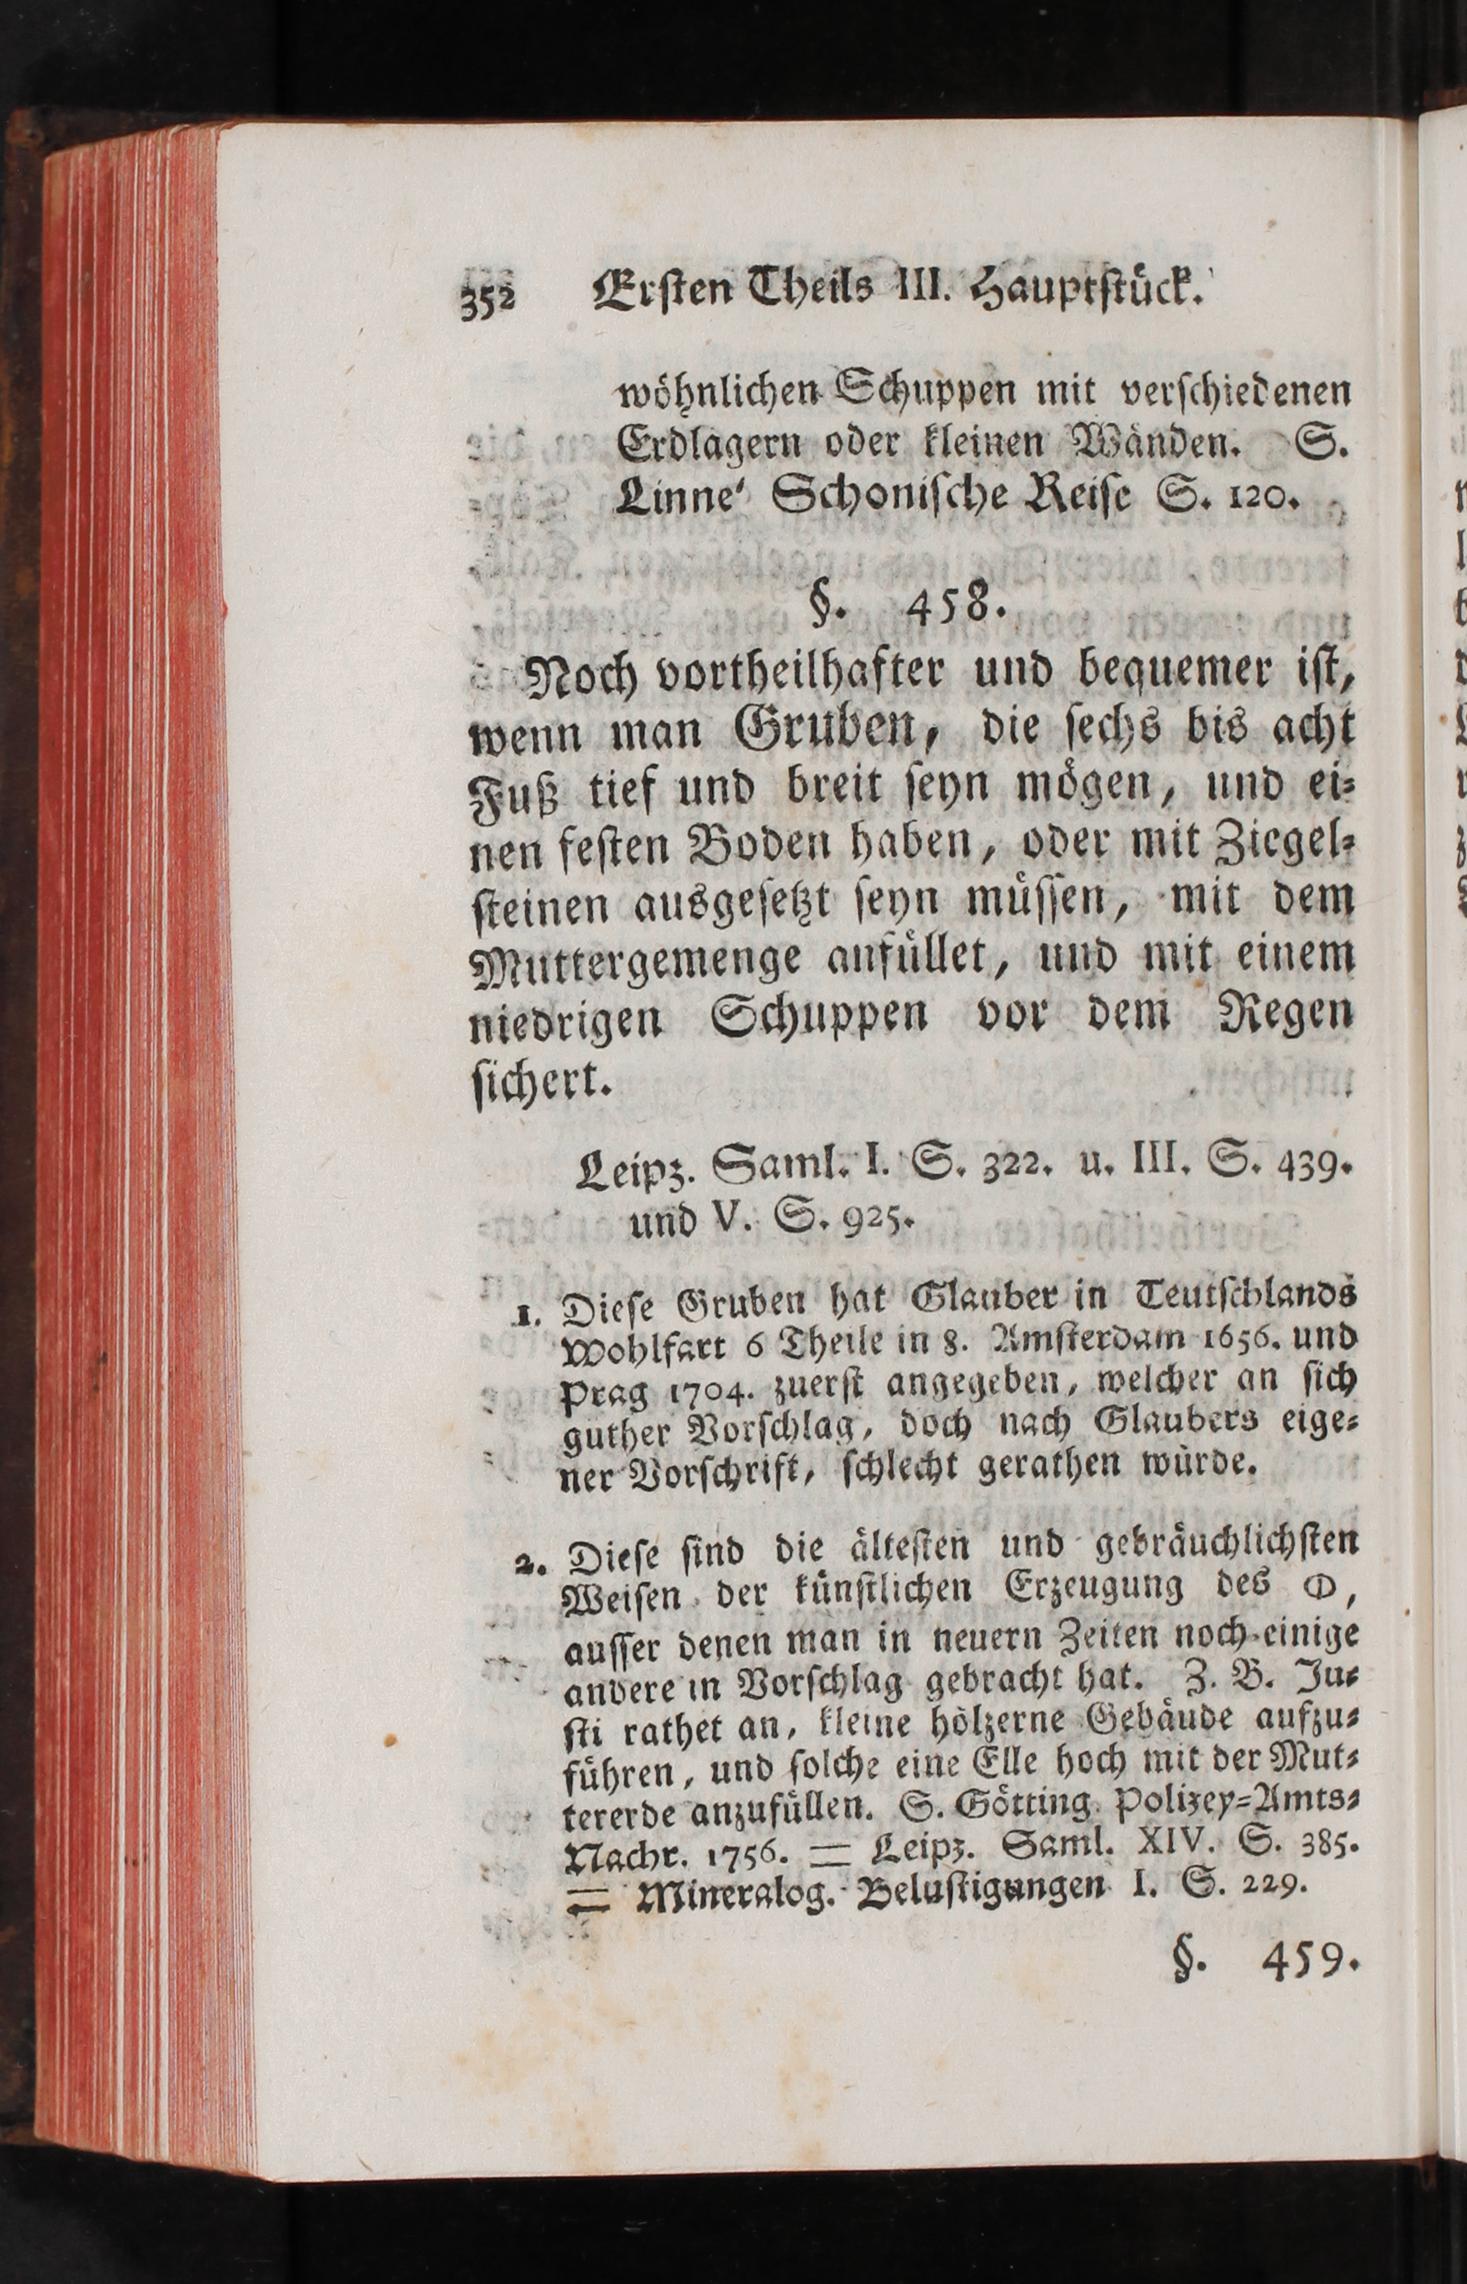 352 Ersten Theils III. Hauptstück.
wöhnlichen Schuppen mit verschiedenen
Erdlagern oder kleinen Wänden. S.
Linne' Schonische Reise S. 120.
§. 458.
Noch vortheilhafter und bequemer ist,
wenn man Gruben, die sechs bis acht
Fuß tief und breit seyn mögen, und ei-
nen festen Boden haben, oder mit Ziegel-
steinen ausgesetzt seyn müssen, mit dem
Muttergemenge anfüllet, und mit einem
niedrigen Schuppen vor dem Regen
sichert.
Leipz. Saml. I. S. 322. u. III. S. 439.
und V. S. 925.
1. Diese Gruben hat Glauber in Teutschlands
Wohlfart 6 Theile in 8. Amsterdam 1656. und
Prag 1704. zuerst angegeben, welcher an sich
guther Vorschlag, doch nach Glaubers eige-
ner Vorschrift, schlecht gerathen würde.
2. Diese sind die ältesten und gebräuchlichsten
Weisen der künstlichen Erzeugung des ⦶,
ausser denen man in neuern Zeiten noch einige
andere in Vorschlag gebracht hat. Z. B. Ju-
sti rathet an, kleine hölzerne Gebäude aufzu-
führen, und solche eine Elle hoch mit der Mut-
tererde anzufüllen. S. Götting. Polizey-Amts-
Nachr. 1756. = Leipz. Saml. XIV. S. 385.
= Mineralog. Belustigungen I. S. 229.
§. 459.